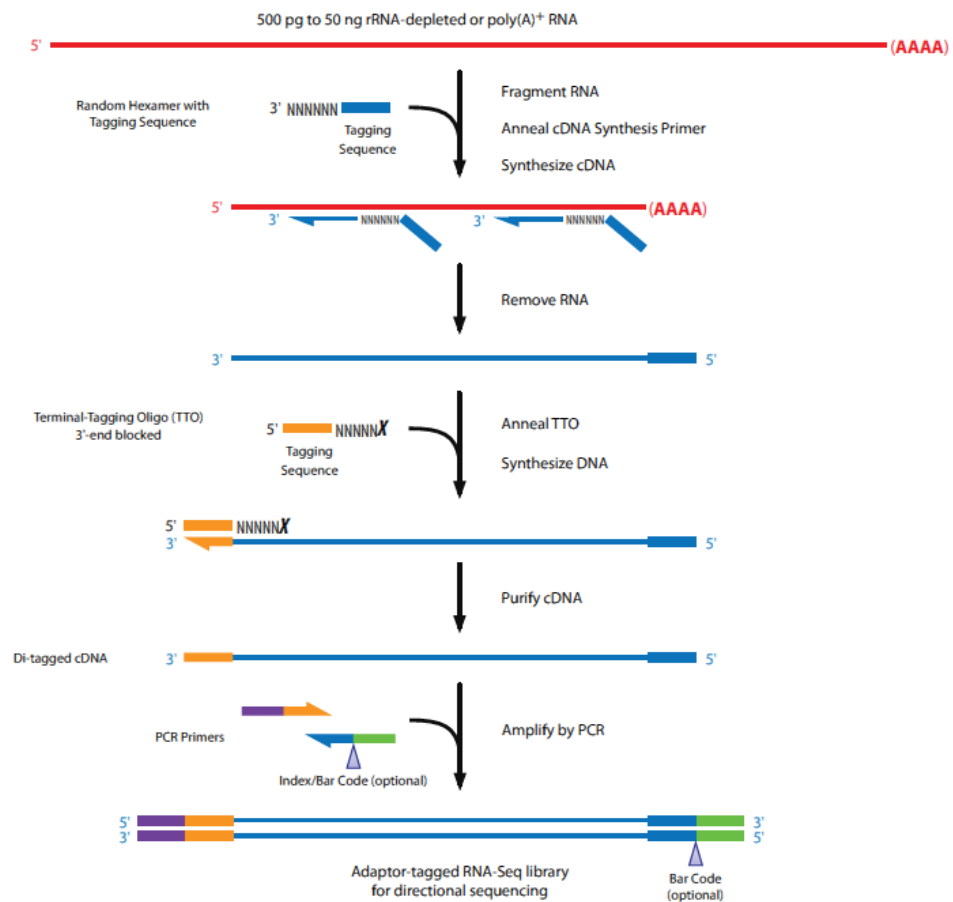 500 pg to 50 ng rRNA-depleted or poly(A)+ RNA
5'
(AAAA)
Random Hexamer with
Tagging Sequence
3' NNNNNN
Tagging
Sequence
Fragment RNA
Anneal cDNA Synthesis Primer
Synthesize cDNA
5'
(AAAA)
3'
NNNNNN
3'
NNNNNN
Remove RNA
3'
5'
Terminal-Tagging Oligo (TTO)
3'-end blocked
5'
NNNNNX
Tagging
Sequence
Anneal TTO
Synthesize DNA
5'
NNNNNX
3'
5'
Purify cDNA
Di-tagged cDNA
3'
5'
PCR Primers
Index/Bar Code (optional)
Amplify by PCR
5'
3'
3'
5'
Adaptor-tagged RNA-Seq library
for directional sequencing
Bar Code
(optional)